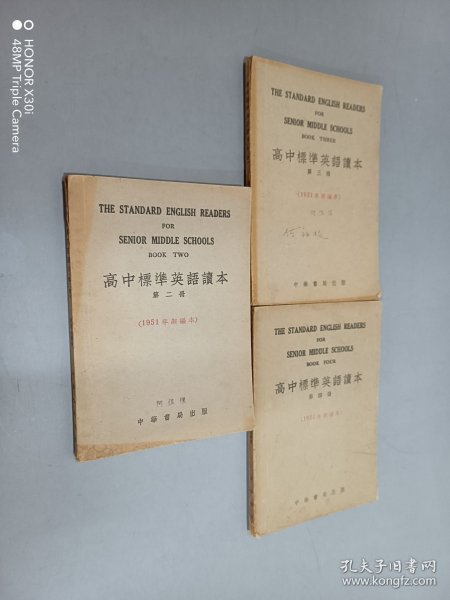 HONOR X30i
48MP Triple Camera
THE STANDARD ENGLISH READERS
FOR
SENIOR MIDDLE SCHOOLS
BOOK THREE
高中標準英語讀本
第三冊
(1951年新編本)
THE STANDARD ENGLISH READERS
FOR
SENIOR MIDDLE SCHOOLS
BOOK TWO
高中標準英語讀本
第二冊
(1951年新編本)
中華書局出版
THE STANDARD ENGLISH READERS
FOR
SENIOR MIDDLE SCHOOLS
BOOK FOUR
高中標準英語讀本
第四冊
(1951年新編本)
中華書局出版
中華書局出版
孔夫子旧书网
www.kongfz.com